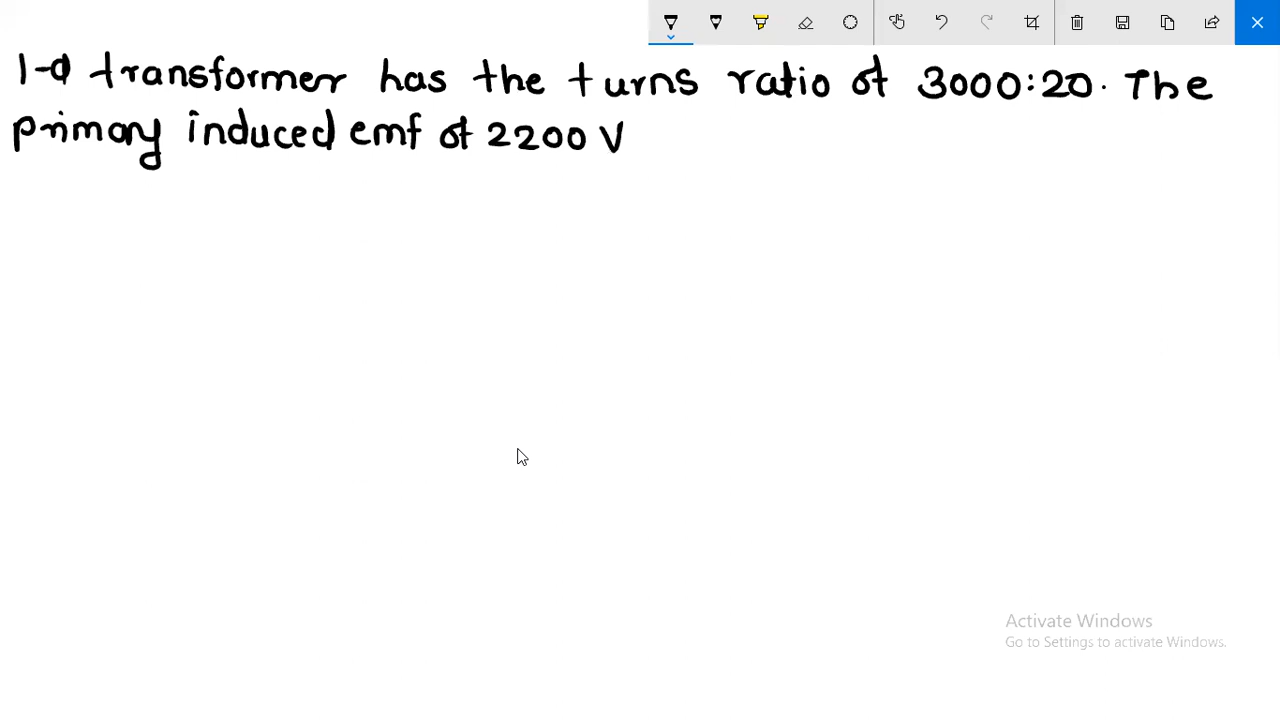 1-Φ transformer has the turns ratio of 3000:20. The
primary induced emf of 2200 V
Activate Windows
Go to Settings to activate Windows.